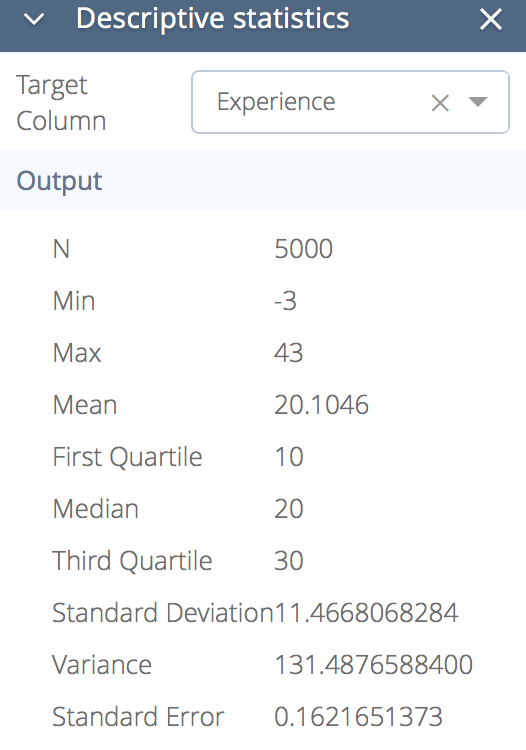 Descriptive statistics
Target
Column
Experience
Output
N 5000
Min -3
Max 43
Mean 20.1046
First Quartile 10
Median 20
Third Quartile 30
Standard Deviation 11.4668068284
Variance 131.4876588400
Standard Error 0.1621651373